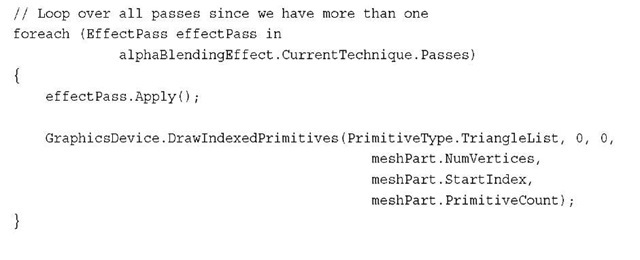 // Loop over all passes since we have more than one
foreach (EffectPass effectPass in
alphaBlendingEffect.CurrentTechnique.Passes)
{
effectPass.Apply();
GraphicsDevice.DrawIndexedPrimitives(PrimitiveType.TriangleList, 0, 0,
meshPart.NumVertices,
meshPart.StartIndex,
meshPart.PrimitiveCount);
}